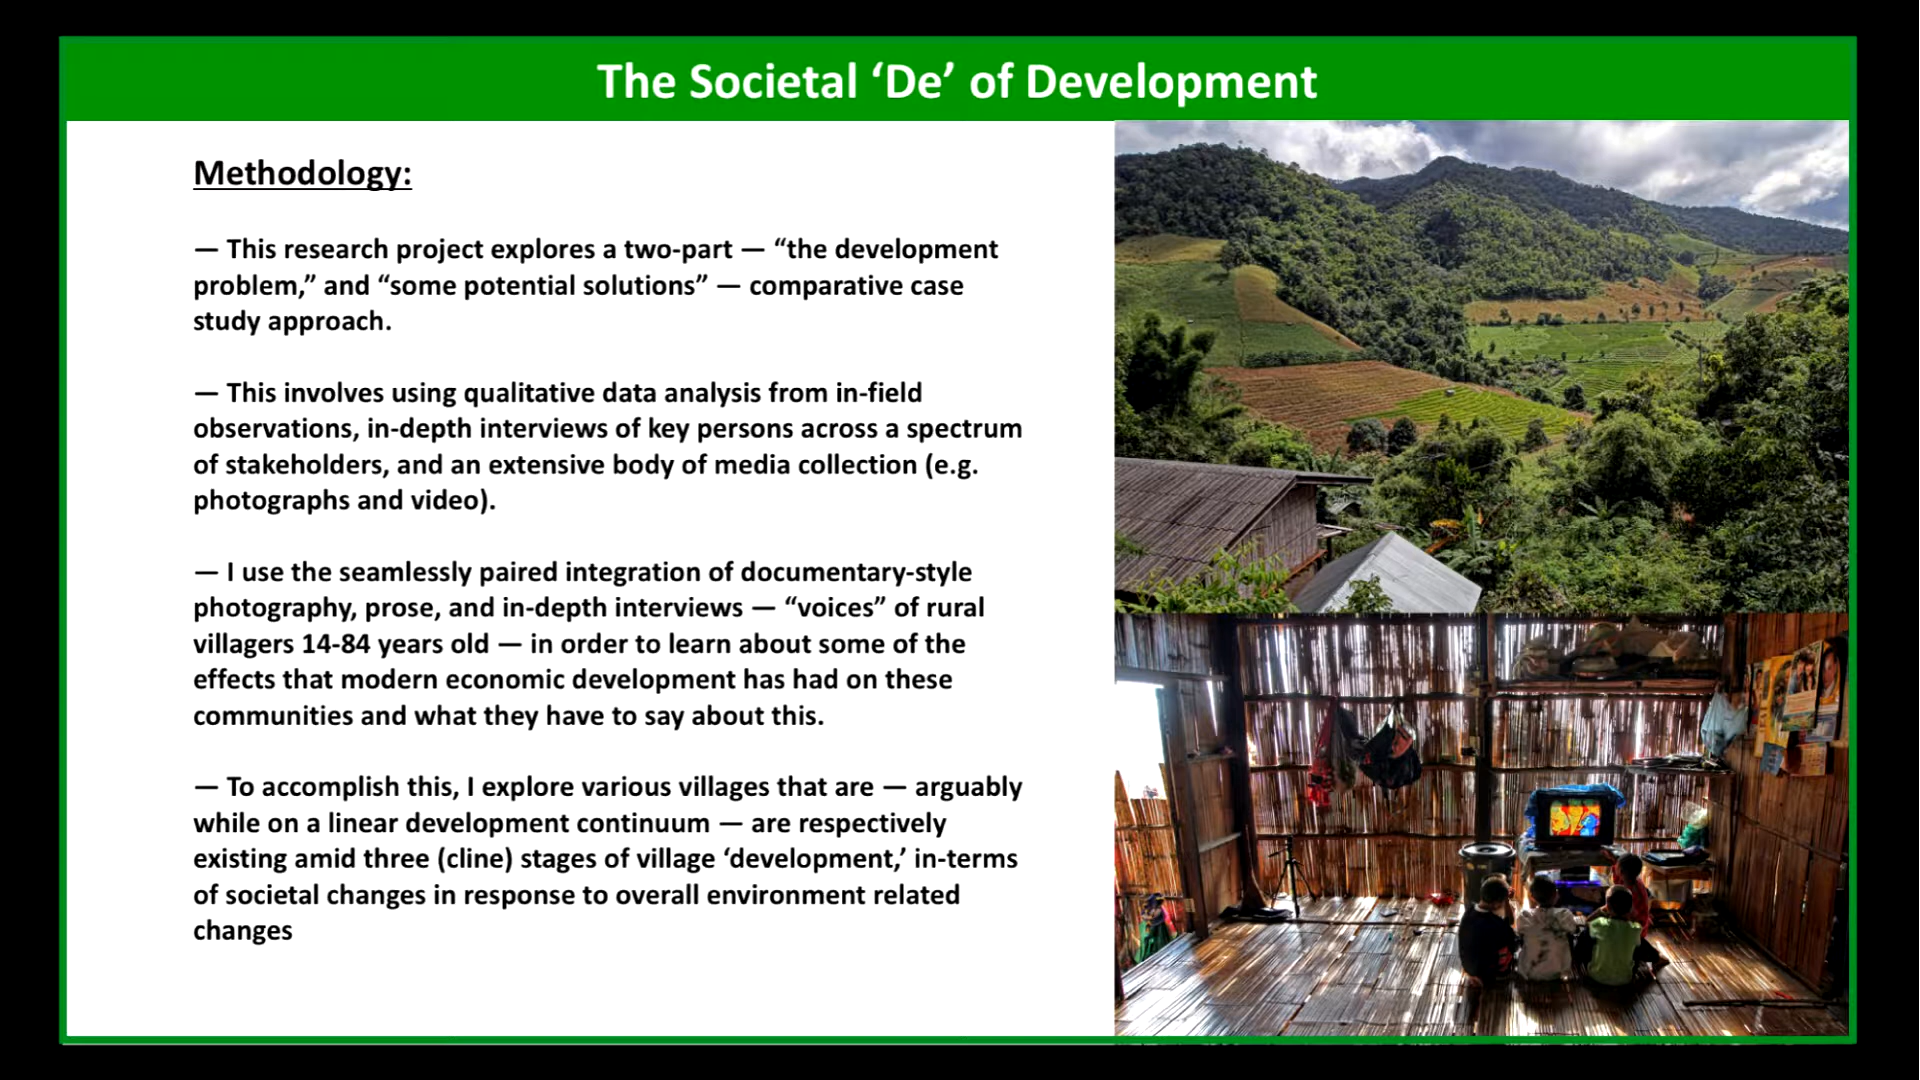 The Societal ‘De’ of Development
Methodology:
— This research project explores a two-part — “the development
problem,” and “some potential solutions” — comparative case
study approach.
— This involves using qualitative data analysis from in-field
observations, in-depth interviews of key persons across a spectrum
of stakeholders, and an extensive body of media collection (e.g.
photographs and video).
— I use the seamlessly paired integration of documentary-style
photography, prose, and in-depth interviews — “voices” of rural
villagers 14-84 years old — in order to learn about some of the
effects that modern economic development has had on these
communities and what they have to say about this.
— To accomplish this, I explore various villages that are — arguably
while on a linear development continuum — are respectively
existing amid three (cline) stages of village ‘development,’ in-terms
of societal changes in response to overall environment related
changes